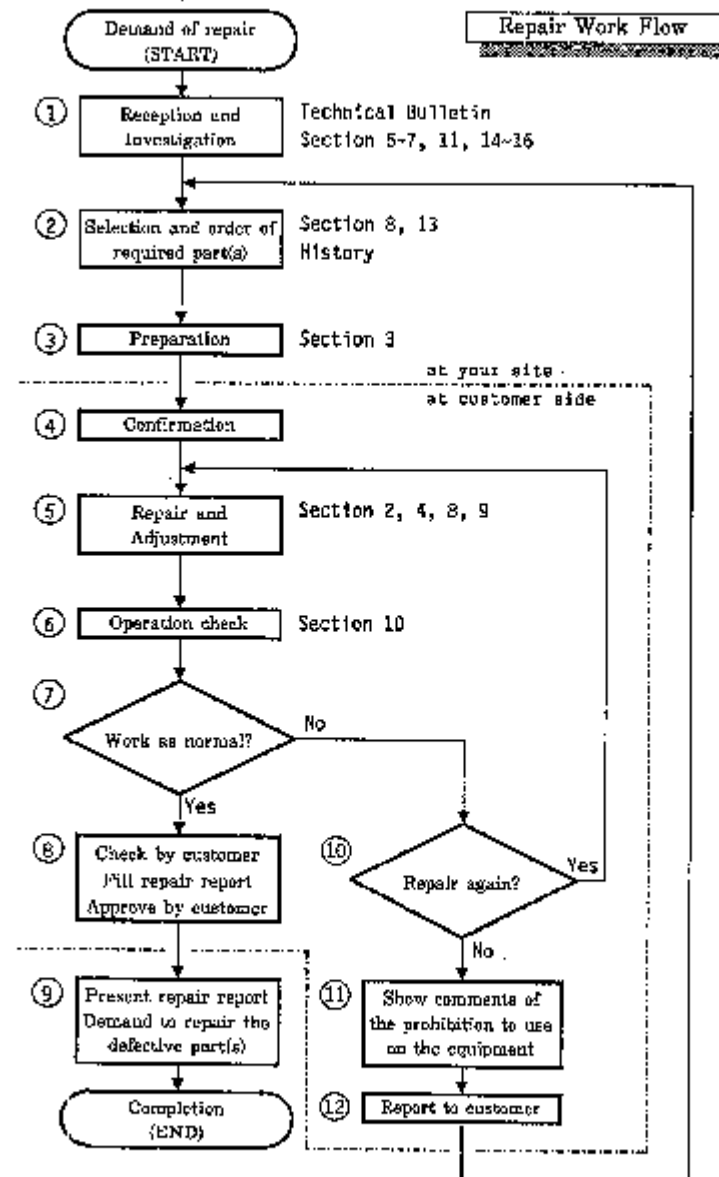 Repair Work Flow
Demand of repair
(START)
① Reception and
Investigation
Technical Bulletin
Section 5~7, 11, 14~16
② Selection and order of
required part(s)
Section 8, 13
History
③ Preparation
Section 3
at your site
at customer side
④ Confirmation
⑤ Repair and
Adjustment
Section 2, 4, 8, 9
⑥ Operation check
Section 10
⑦ Work as normal?
No
Yes
⑧ Check by customer
Fill repair report
Approve by customer
⑩ Repair again?
Yes
No
⑨ Present repair report
Demand to repair the
defective part(s)
⑪ Show comments of
the prohibition to use
on the equipment
Completion
(END)
⑫ Report to customer